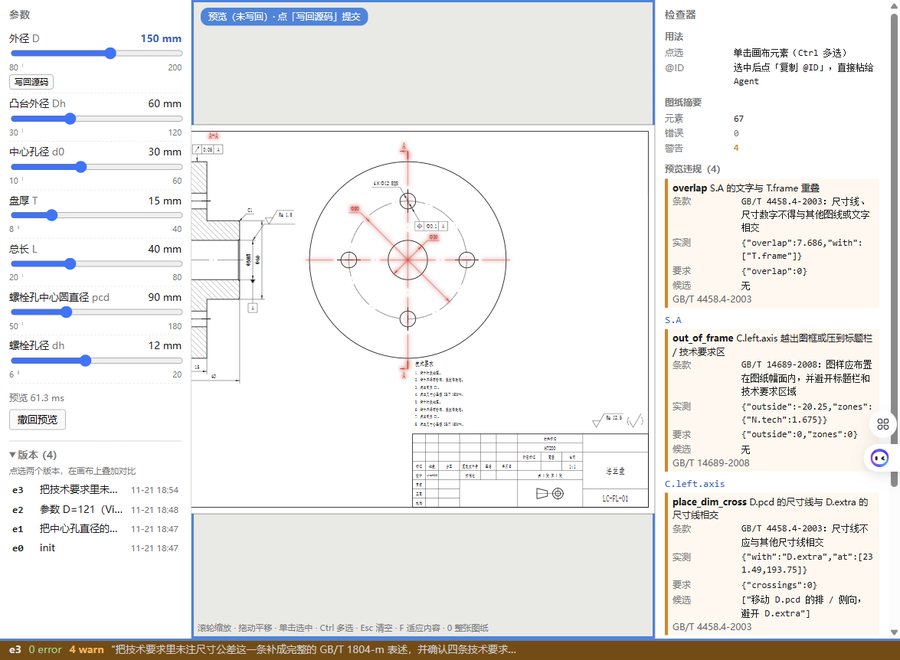 参数
外径 D
150 mm
80
200
写回源码
凸台外径 Dh
60 mm
30
120
中心孔径 d0
30 mm
10
60
盘厚 T
15 mm
8
40
总长 L
40 mm
20
80
螺栓孔中心圆直径 pcd
90 mm
50
180
螺栓孔径 dh
12 mm
6
20
预览 61.3 ms
撤回预览
▼版本 (4)
点选两个版本，在画布上叠加对比
e3 把技术要求里未... 11-21 18:54
e2 参数 D=121（Vi... 11-21 18:48
e1 把中心孔直径的... 11-21 18:47
e0 init 11-21 18:47
预览（未写回）· 点「写回源码」提交
A
技术要求
HT200
法兰盘
LC-FL-01
滚轮缩放 · 拖动平移 · 单击选中 · Ctrl 多选 · Esc 清空 · F 适应内容 · 0 整张图纸
检查器
用法
点选 单击画布元素（Ctrl 多选）
@ID 选中后点「复制 @ID」，直接粘给
Agent
图纸摘要
元素 67
错误 0
警告 4
预览违规 (4)
overlap S.A 的文字与 T.frame 重叠
条款 GB/T 4458.4-2003: 尺寸线、
尺寸数字不得与其他图线或文字
相交
实测 {"overlap":7.686,"with":
["T.frame"]}
要求 {"overlap":0}
候选 无
GB/T 4458.4-2003
S.A
out_of_frame C.left.axis 越出图框或压到标题栏
/ 技术要求区
条款 GB/T 14689-2008: 图样应布置
在图纸幅面内，并避开标题栏和
技术要求区域
实测 {"outside":-20.25,"zones":
{"N.tech":1.675}}
要求 {"outside":0,"zones":0}
候选 无
GB/T 14689-2008
C.left.axis
place_dim_cross D.pcd 的尺寸线与 D.extra 的
尺寸线相交
条款 GB/T 4458.4-2003: 尺寸线不
应与其他尺寸线相交
实测 {"with":"D.extra","at":[23
1.49,193.75]}
要求 {"crossings":0}
候选 ["移动 D.pcd 的排 / 例向，
避开 D.extra"]
GB/T 4458.4-2003
e3 0 error 4 warn "把技术要求里未注尺寸公差这一条补成完整的 GB/T 1804-m 表述，并确认四条技术要求...